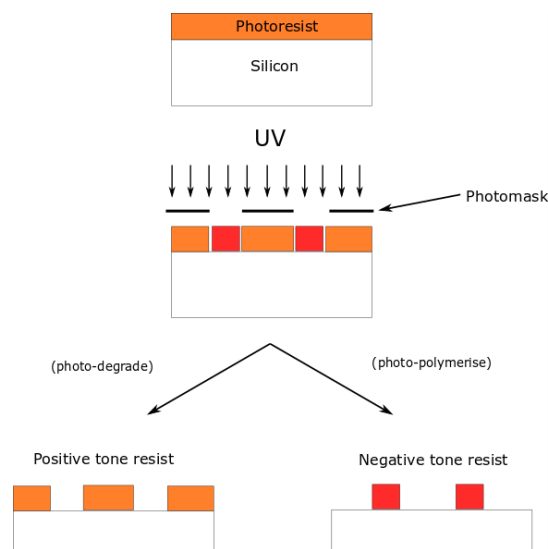 Photoresist
Silicon
UV
Photomask
(photo-degrade)
(photo-polymerise)
Positive tone resist
Negative tone resist